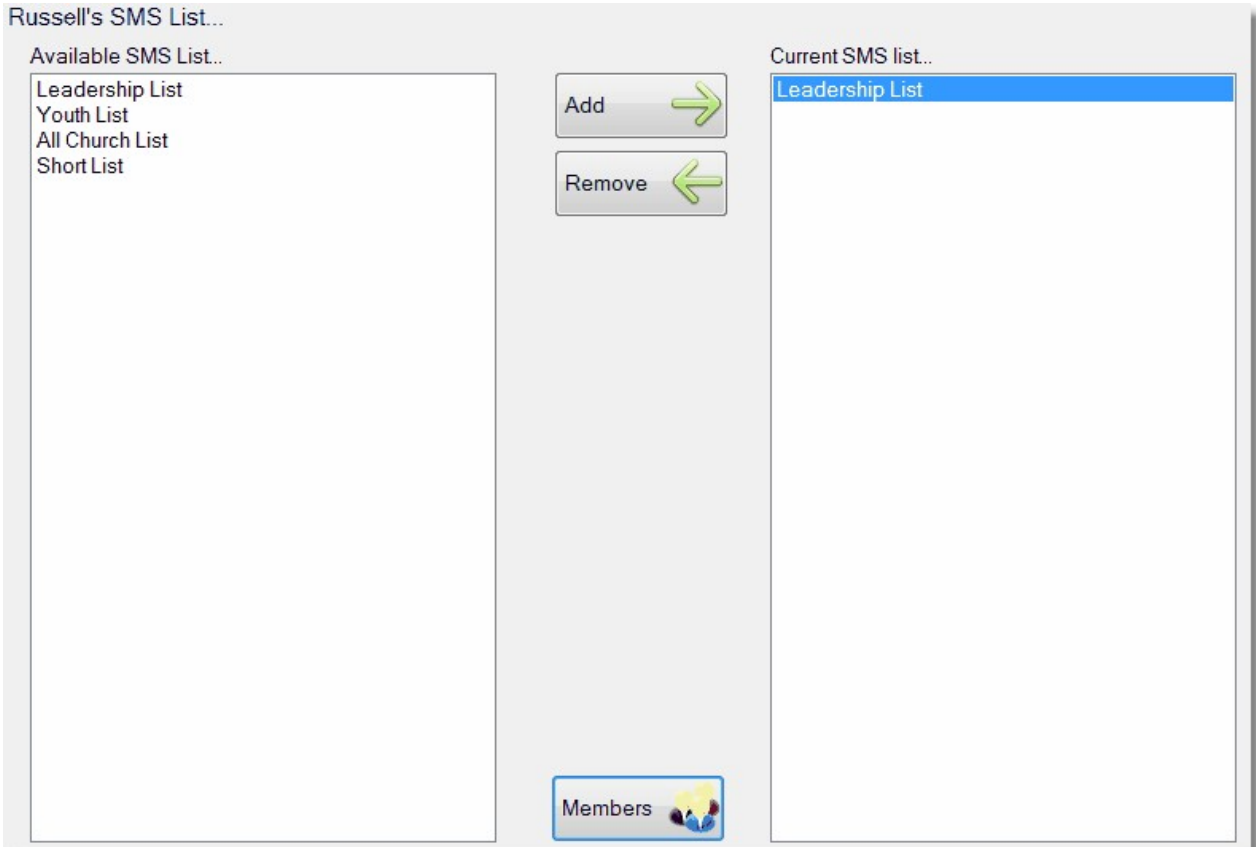 Russell's SMS List...
Available SMS List...
Leadership List
Youth List
All Church List
Short List
Add
Remove
Members
Current SMS list...
Leadership List